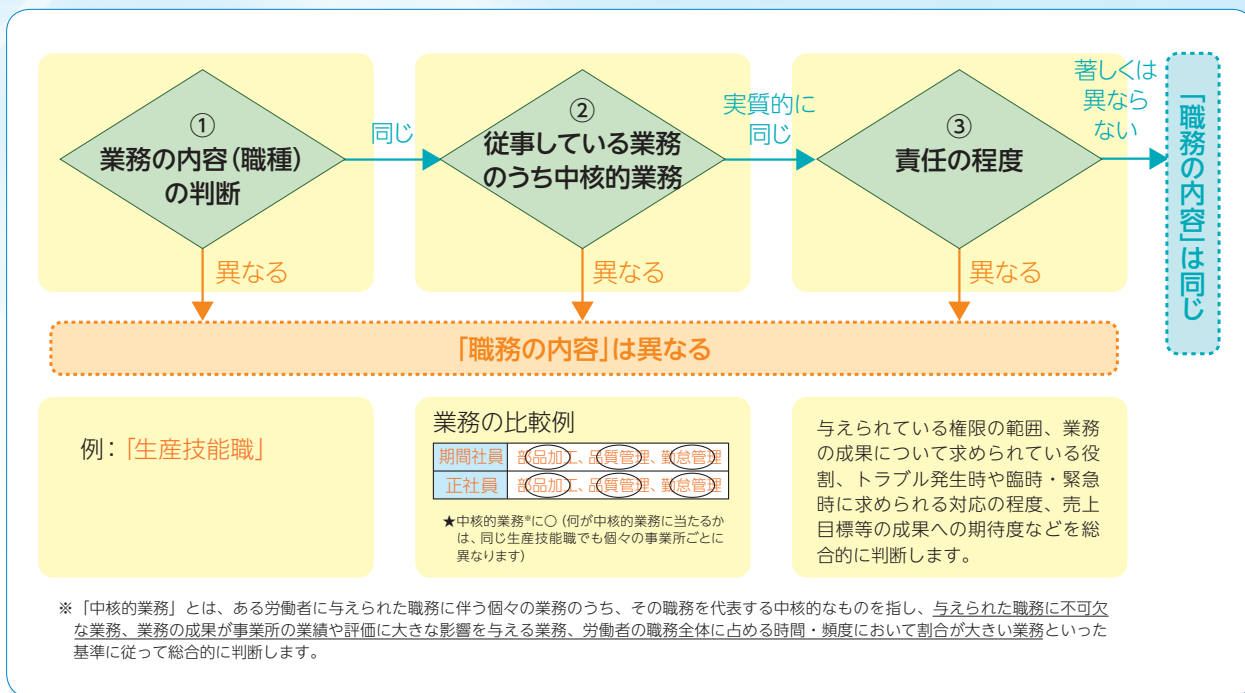 ①
業務の内容(職種)
の判断
同じ
②
従事している業務
のうち中核的業務
実質的に
同じ
③
責任の程度
著しくは
異なら
ない
「職務の内容」は同じ
異なる
異なる
異なる
「職務の内容」は異なる
例:「生産技能職」
業務の比較例
期間社員 部品加工、品質管理、勤怠管理
正社員 部品加工、品質管理、勤怠管理
★中核的業務※に○(何が中核的業務に当たるか
は、同じ生産技能職でも個々の事業所ごとに
異なります)
与えられている権限の範囲、業務
の成果について求められている役
割、トラブル発生時や臨時・緊急
時に求められる対応の程度、売上
目標等の成果への期待度などを総
合的に判断します。
※「中核的業務」とは、ある労働者に与えられた職務に伴う個々の業務のうち、その職務を代表する中核的なものを指し、与えられた職務に不可欠
な業務、業務の成果が事業所の業績や評価に大きな影響を与える業務、労働者の職務全体に占める時間・頻度において割合が大きい業務といった
基準に従って総合的に判断します。